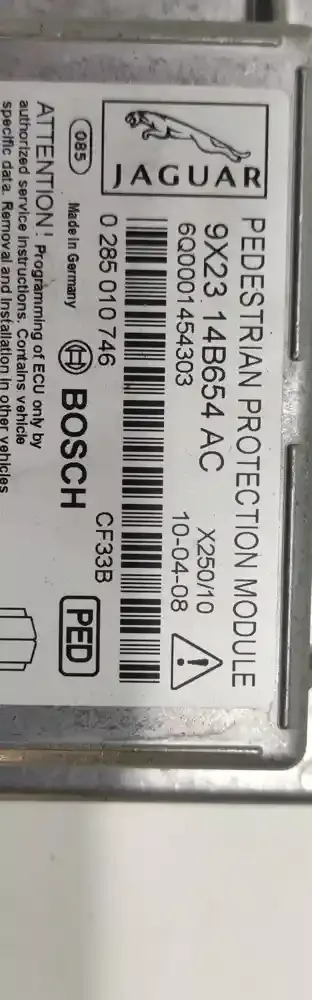 JAGUAR
PEDESTRIAN PROTECTION MODULE
9X23 14B654 AC
X250/10
6Q0001454303
10-04-08
0 285 010 746
CF33B
085
Made in Germany
BOSCH
PED
ATTENTION! Programming of ECU only by
authorized service instructions. Contains vehicle
specific data. Removal and Installation in other vehicles